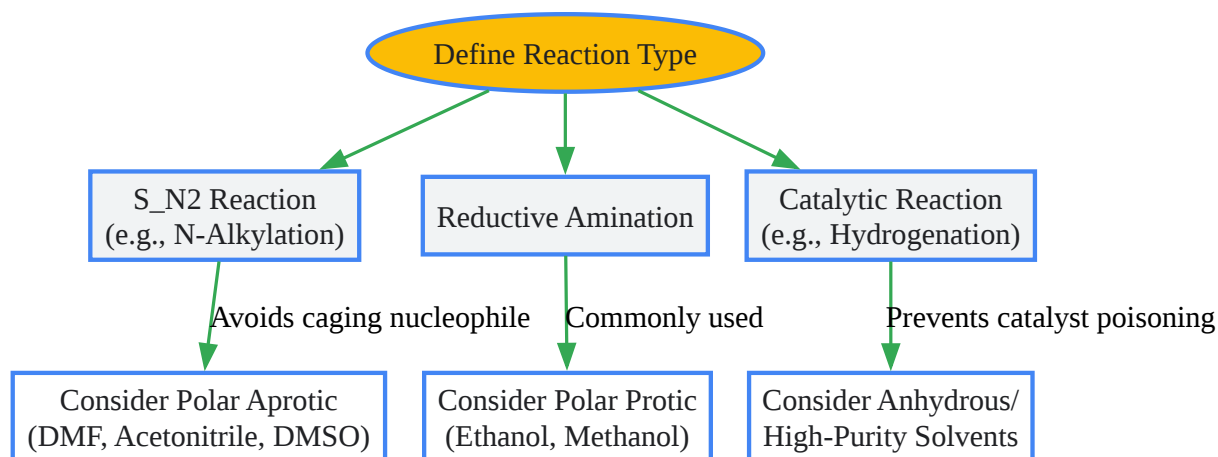 Define Reaction Type
S_N2 Reaction
(e.g., N-Alkylation)
Reductive Amination
Catalytic Reaction
(e.g., Hydrogenation)
Avoids caging nucleophile
Commonly used
Prevents catalyst poisoning
Consider Polar Aprotic
(DMF, Acetonitrile, DMSO)
Consider Polar Protic
(Ethanol, Methanol)
Consider Anhydrous/
High-Purity Solvents